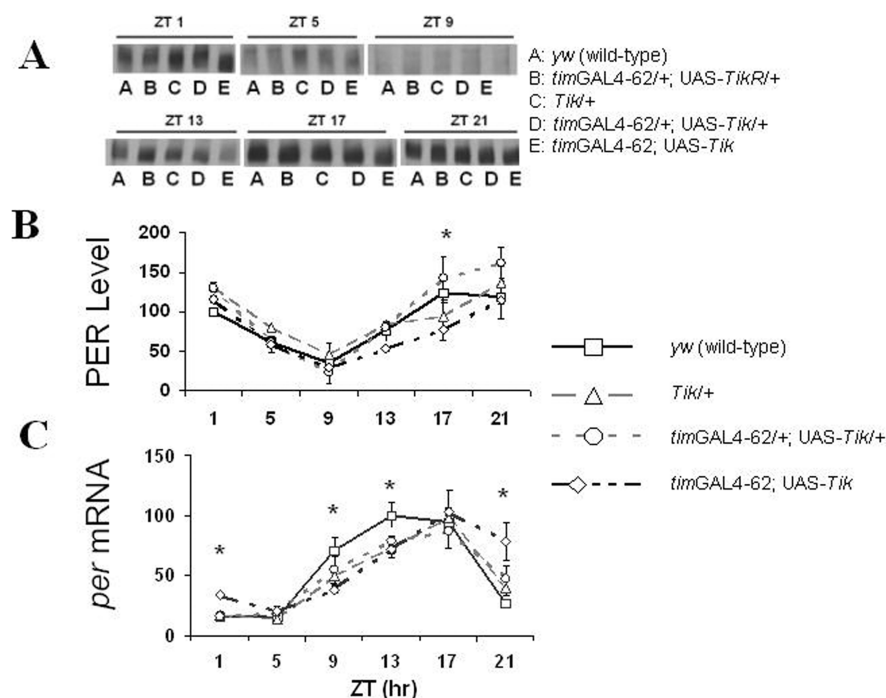 A
ZT 1 ZT 5 ZT 9
A B C D E A B C D E A B C D E
ZT 13 ZT 17 ZT 21
A B C D E A B C D E A B C D E
A: yw (wild-type)
B: timGAL4-62/+; UAS-TikR/+
C: Tik/+
D: timGAL4-62/+; UAS-Tik/+
E: timGAL4-62; UAS-Tik
B
PER Level
200
150
100
50
0
*
1 5 9 13 17 21
yw (wild-type)
Tik/+
timGAL4-62/+; UAS-Tik/+
timGAL4-62; UAS-Tik
C
per mRNA
150
100
50
0
* * * *
1 5 9 13 17 21
ZT (hr)